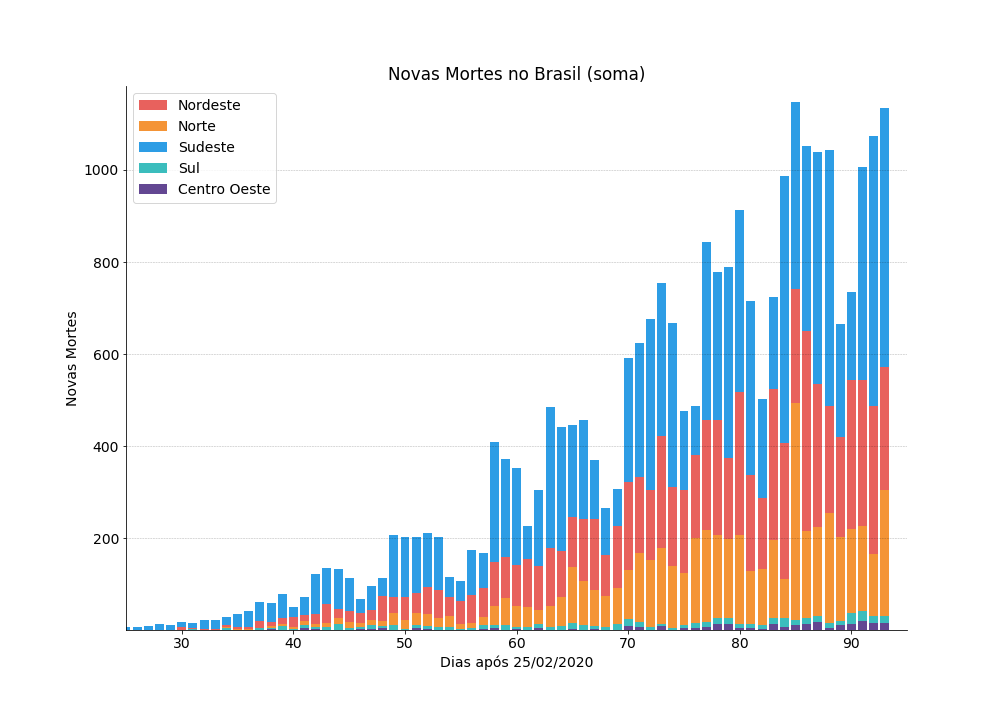 Novas Mortes no Brasil (soma)
Nordeste
Norte
Sudeste
Sul
Centro Oeste
1000
800
600
400
200
Novas Mortes
30 40 50 60 70 80 90
Dias após 25/02/2020